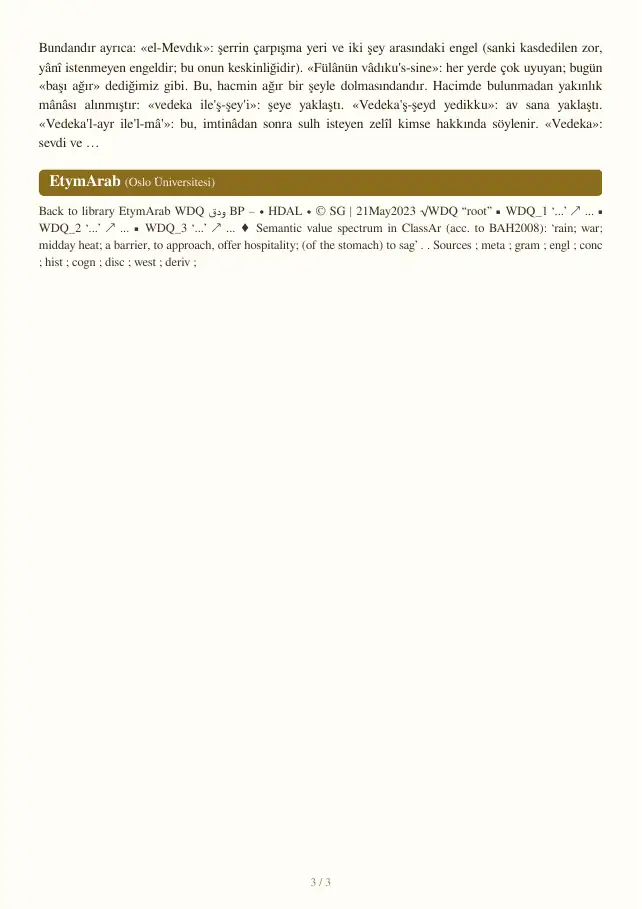 Bundandır ayrıca: «el-Mevdık»: şerrin çarpışma yeri ve iki şey arasındaki engel (sanki kasdedilen zor,
yânî istenmeyen engeldir; bu onun keskinliğidir). «Fülânün vâdıku's-sine»: her yerde çok uyuyan; bugün
«başı ağır» dediğimiz gibi. Bu, hacmin ağır bir şeyle dolmasındandır. Hacimde bulunmadan yakınlık
mânâsı alınmıştır: «vedeka ile'ş-şey'i»: şeye yaklaştı. «Vedeka'ş-şeyd yedikku»: av sana yaklaştı.
«Vedeka'l-ayr ile'l-mâ'»: bu, imtinâdan sonra sulh isteyen zelîl kimse hakkında söylenir. «Vedeka»:
sevdi ve …
EtymArab (Oslo Üniversitesi)
Back to library EtymArab WDQ ودق BP – • HDAL • © SG | 21May2023 √WDQ “root” ▪ WDQ_1 ‘...’ ↗ ... ▪
WDQ_2 ‘...’ ↗ ... ▪ WDQ_3 ‘...’ ↗ ... ♦ Semantic value spectrum in ClassAr (acc. to BAH2008): ‘rain; war;
midday heat; a barrier, to approach, offer hospitality; (of the stomach) to sag’ . . Sources ; meta ; gram ; engl ; conc
; hist ; cogn ; disc ; west ; deriv ;
3 / 3